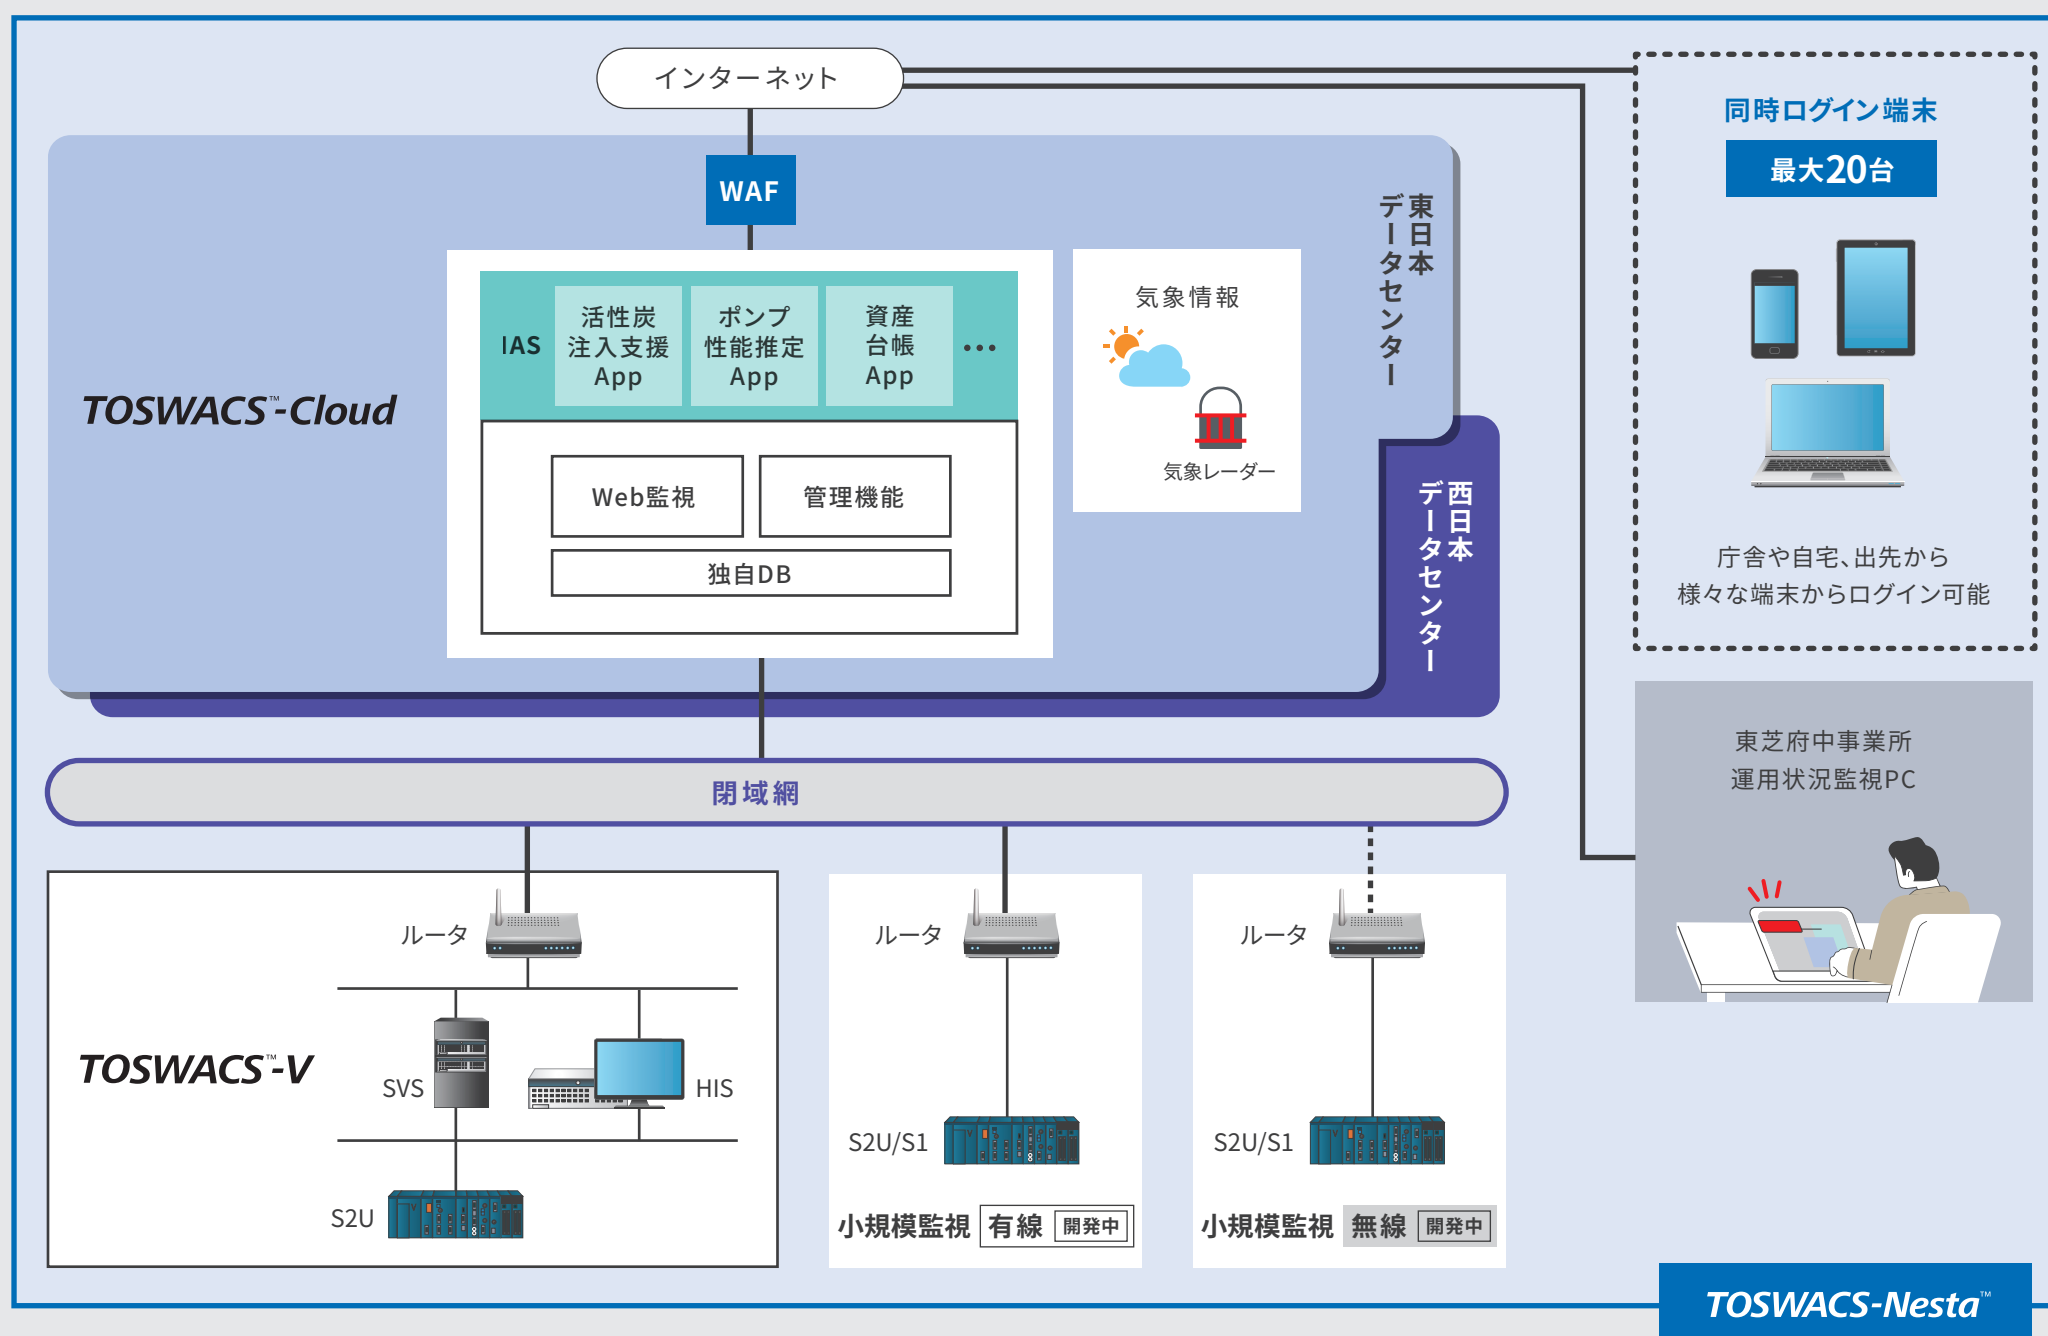 インターネット
WAF
TOSWACS™-Cloud
IAS
活性炭
注入支援
App
ポンプ
性能推定
App
資産
台帳
App
…
Web監視
管理機能
独自DB
気象情報
気象レーダー
東日本
データセンター
西日本
データセンター
同時ログイン端末
最大20台
庁舎や自宅、出先から
様々な端末からログイン可能
東芝府中事業所
運用状況監視PC
閉域網
TOSWACS™-V
ルータ
SVS
HIS
S2U
ルータ
S2U/S1
小規模監視 有線 開発中
ルータ
S2U/S1
小規模監視 無線 開発中
TOSWACS-Nesta™